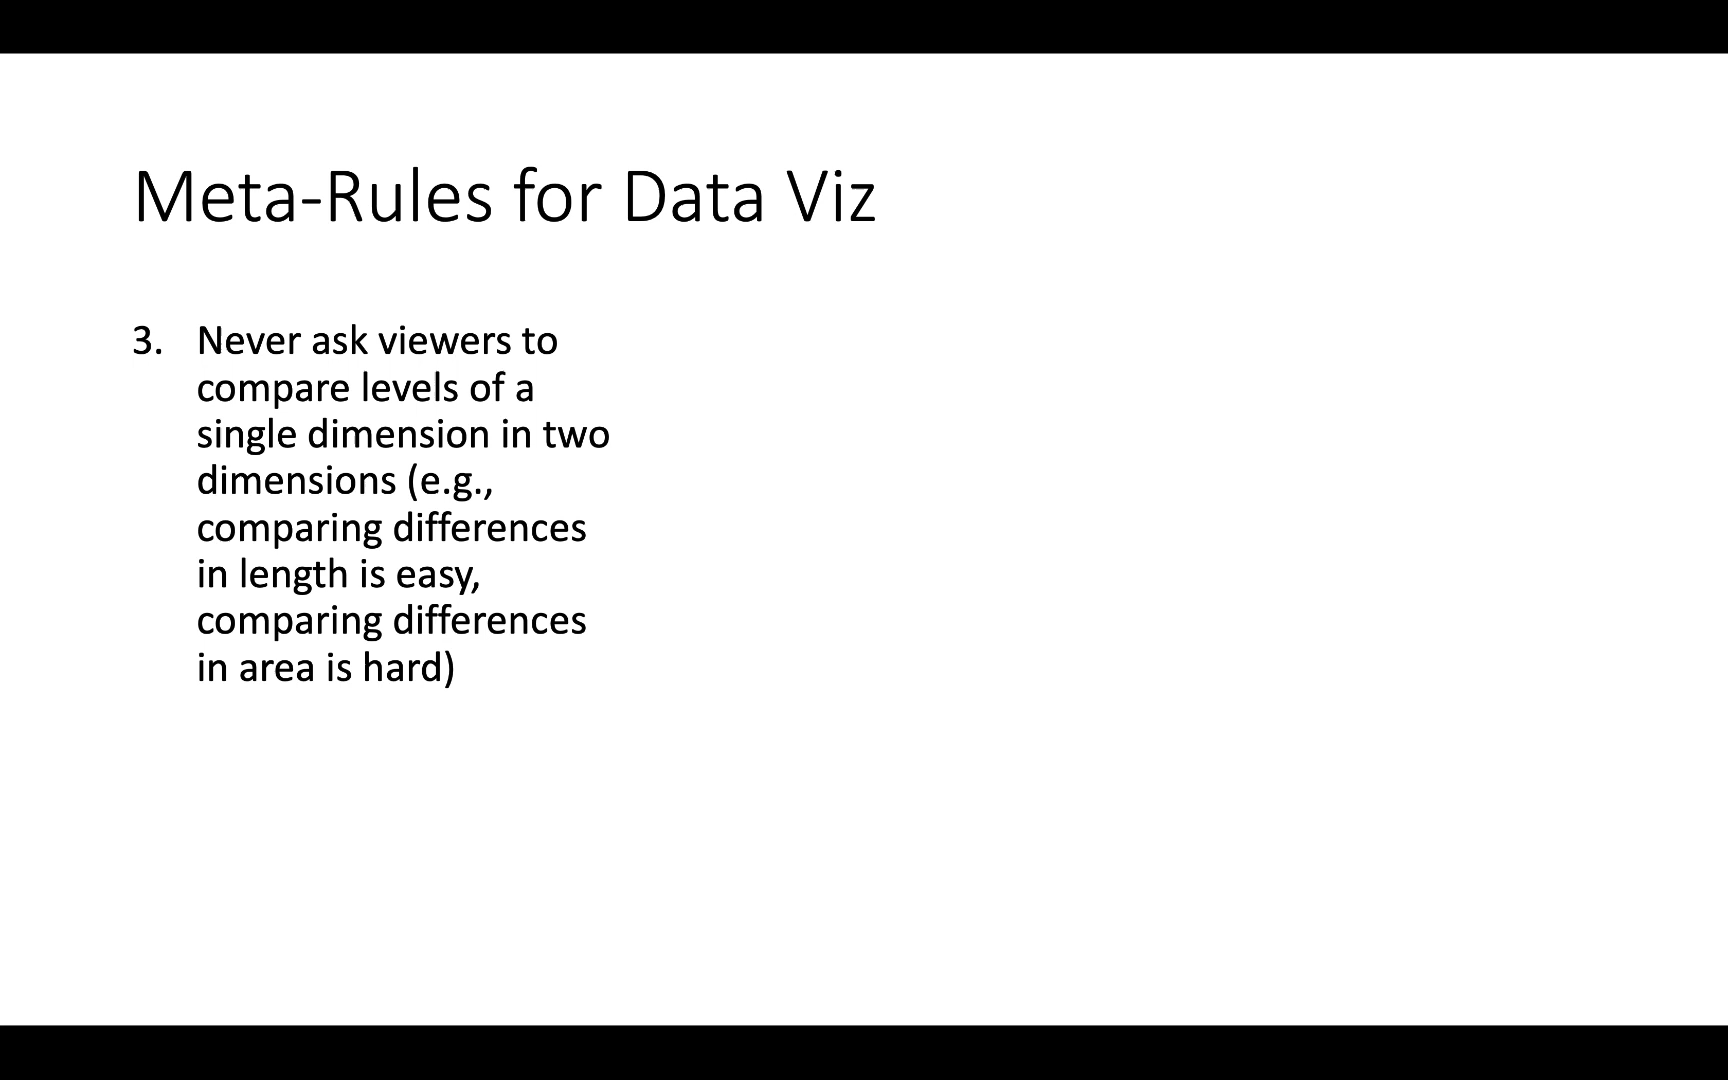 Meta-Rules for Data Viz
3. Never ask viewers to
compare levels of a
single dimension in two
dimensions (e.g.,
comparing differences
in length is easy,
comparing differences
in area is hard)